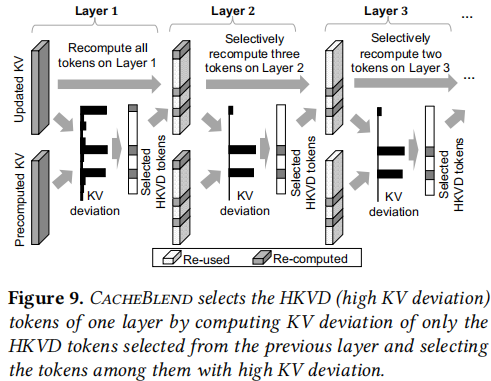 Layer 1
Layer 2
Layer 3
...
Recompute all
tokens on Layer 1
Selectively
recompute three
tokens on Layer 2
Selectively
recompute two
tokens on Layer 3
...
Updated KV
Precomputed KV
KV
deviation
Selected
HKVD tokens
KV
deviation
Selected
HKVD tokens
KV
deviation
Selected
HKVD tokens
Re-used
Re-computed
Figure 9. CACHEBLEND selects the HKVD (high KV deviation)
tokens of one layer by computing KV deviation of only the
HKVD tokens selected from the previous layer and selecting
the tokens among them with high KV deviation.